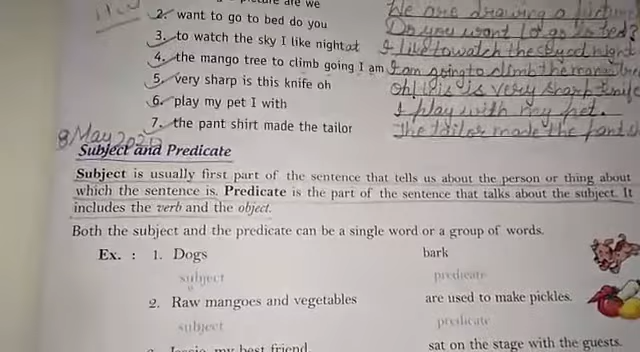 picture are we We are drawing a picture
2. want to go to bed do you Do you want to go to bed?
3. to watch the sky I like night at I like to watch the sky at night
4. the mango tree to climb going I am I am going to climb the mango tree
5. very sharp is this knife oh oh! this is very sharp knife
6. play my pet I with I play with my pet.
7. the pant shirt made the tailor The tailor made the pant
8 May
Subject and Predicate
Subject is usually first part of the sentence that tells us about the person or thing about
which the sentence is. Predicate is the part of the sentence that talks about the subject. It
includes the verb and the object.
Both the subject and the predicate can be a single word or a group of words.
Ex. : 1. Dogs bark
subject predicate
2. Raw mangoes and vegetables are used to make pickles.
subject predicate
my best friend sat on the stage with the guests.